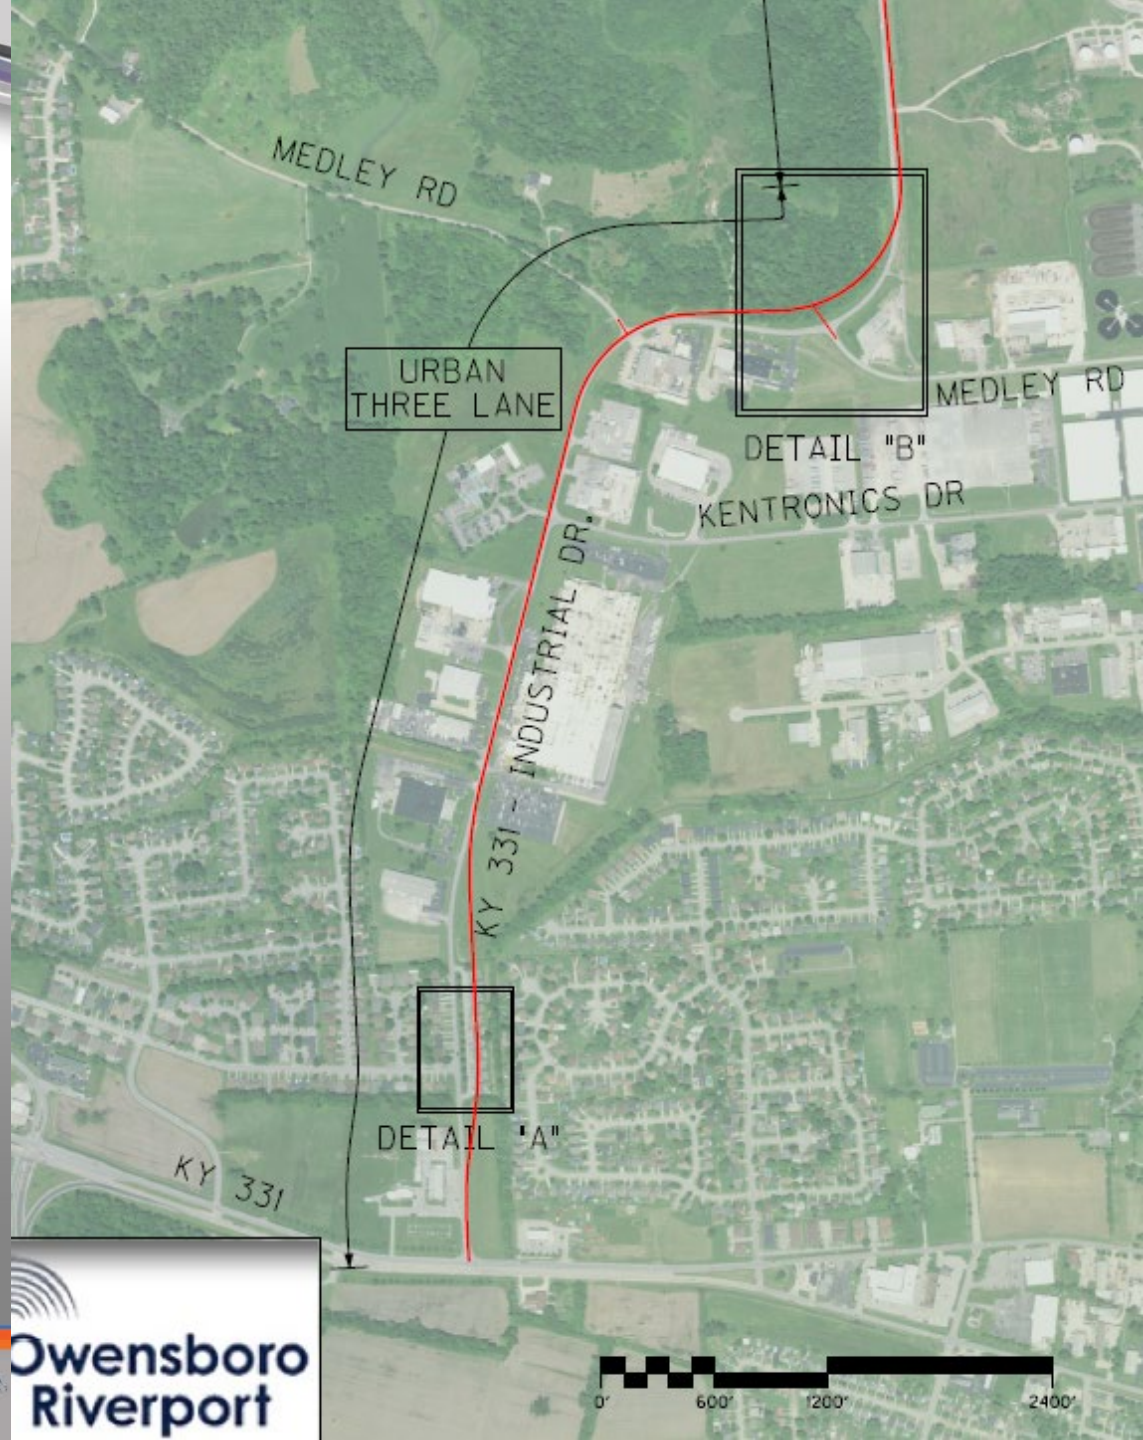 MEDLEY RD
URBAN
THREE LANE
MEDLEY RD
DETAIL "B"
KENTRONICS DR
KY 331 - INDUSTRIAL DR.
DETAIL 'A"
KY 331
Owensboro
Riverport
0' 600' 1200' 2400'